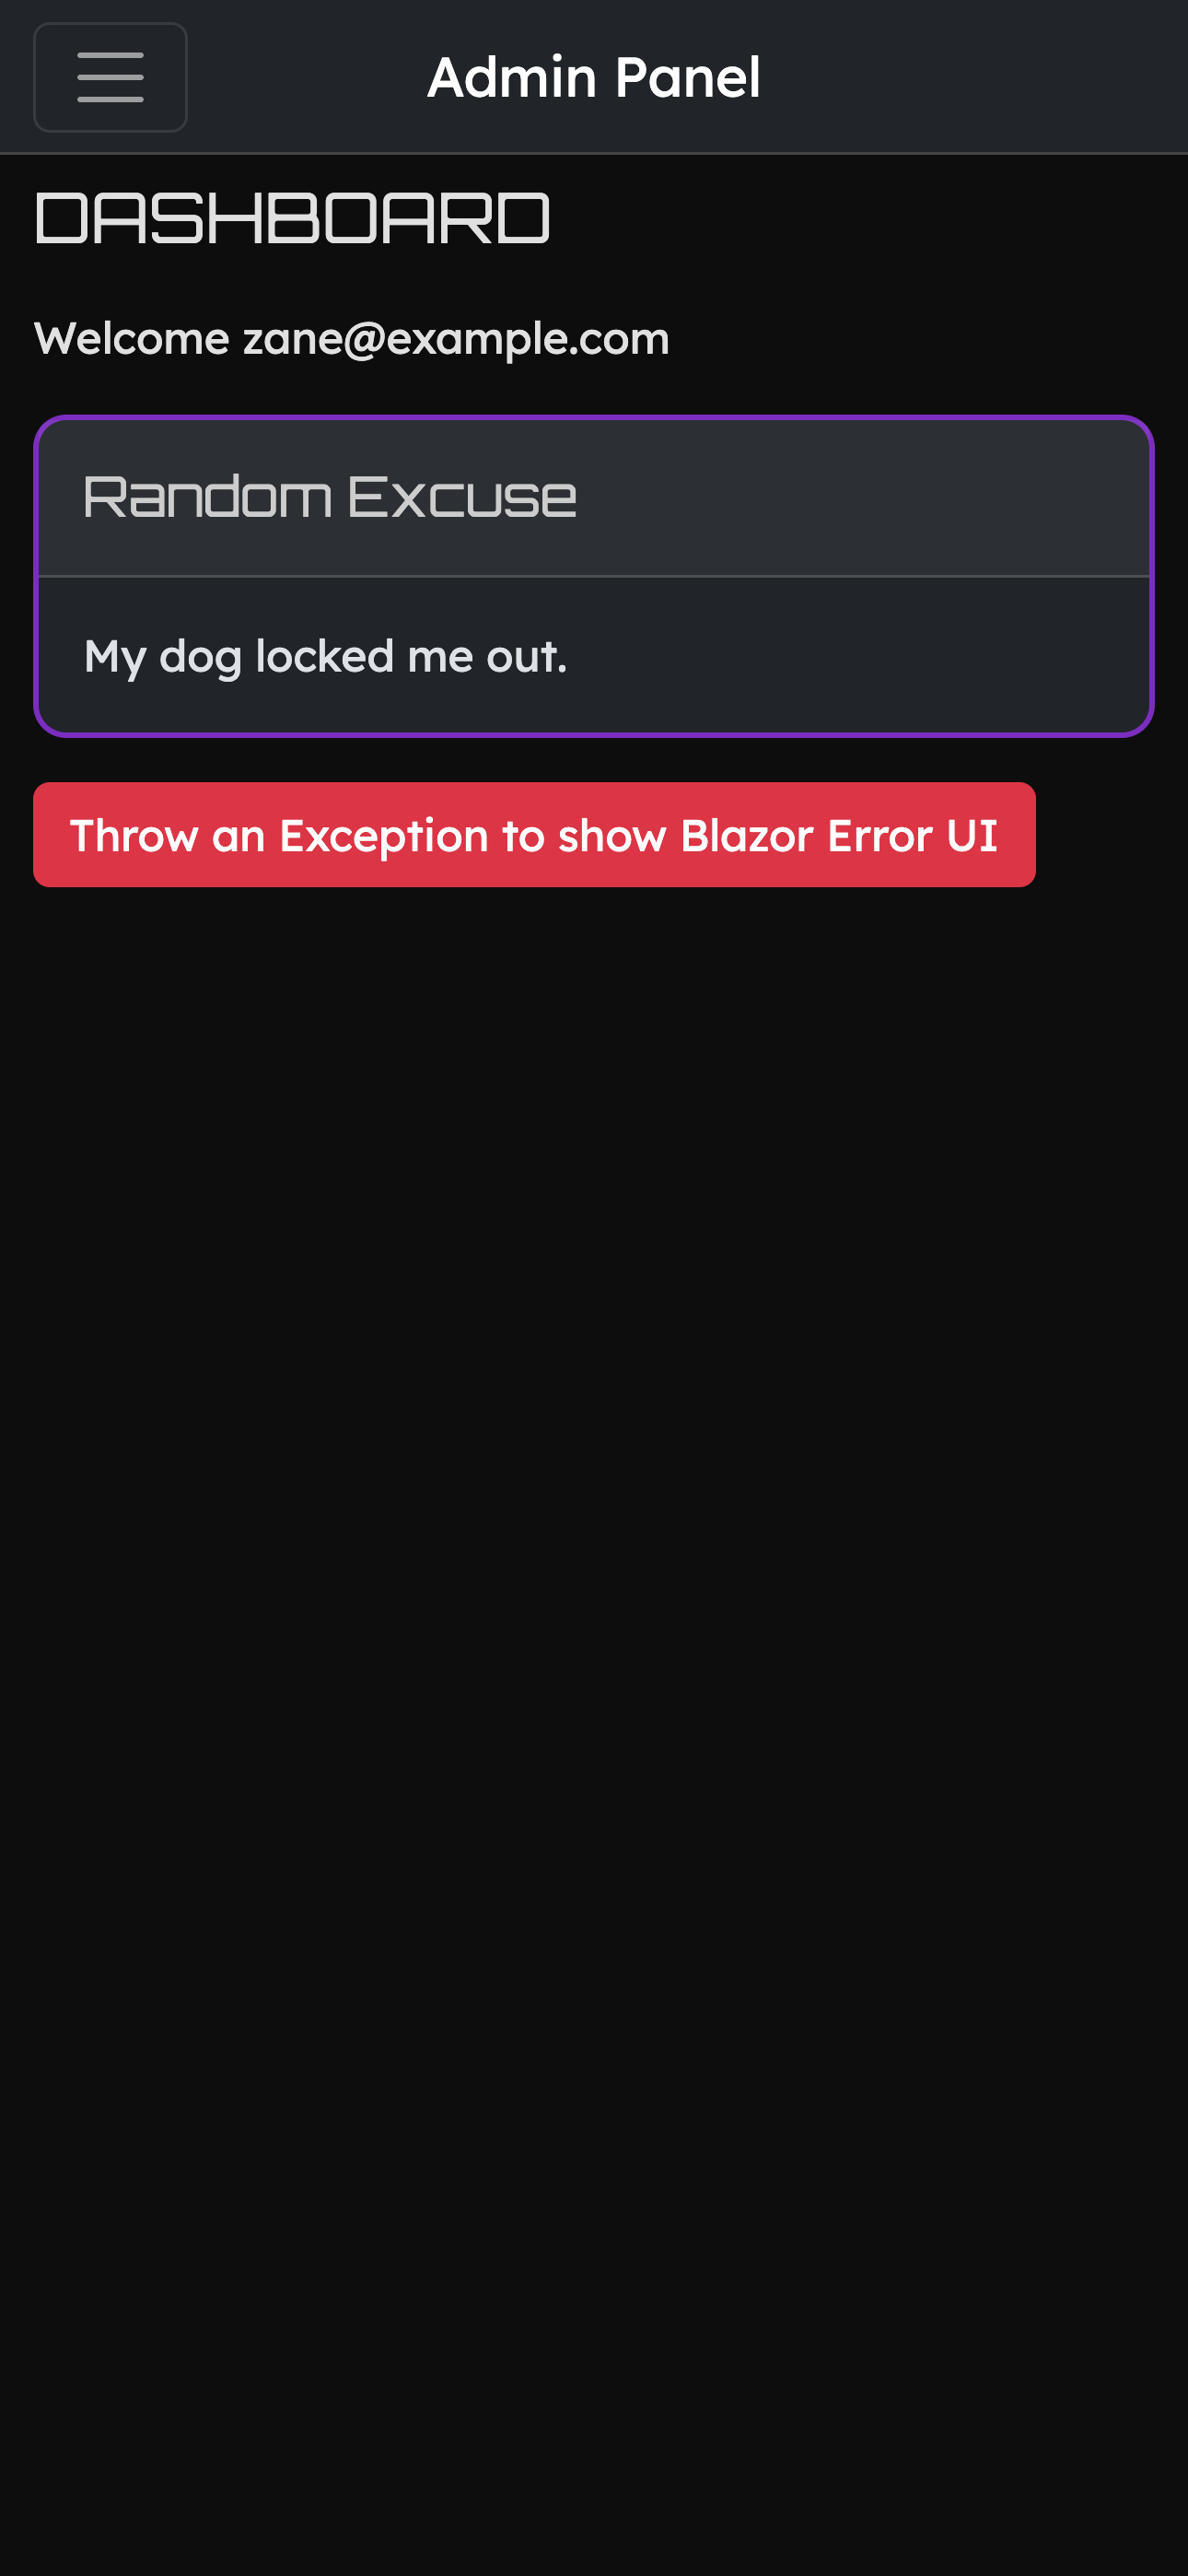 Admin Panel
DASHBOARD
Welcome zane@example.com
Random Excuse
My dog locked me out.
Throw an Exception to show Blazor Error UI